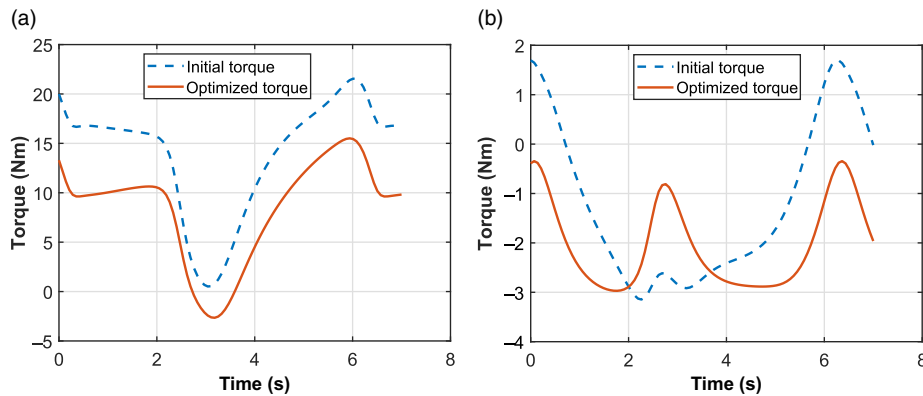 (a)
25
20
15
10
5
0
–5
0
2
4
6
8
Torque (Nm)
Time (s)
Initial torque
Optimized torque
(b)
2
1
0
–1
–2
–3
–4
0
2
4
6
8
Torque (Nm)
Time (s)
Initial torque
Optimized torque